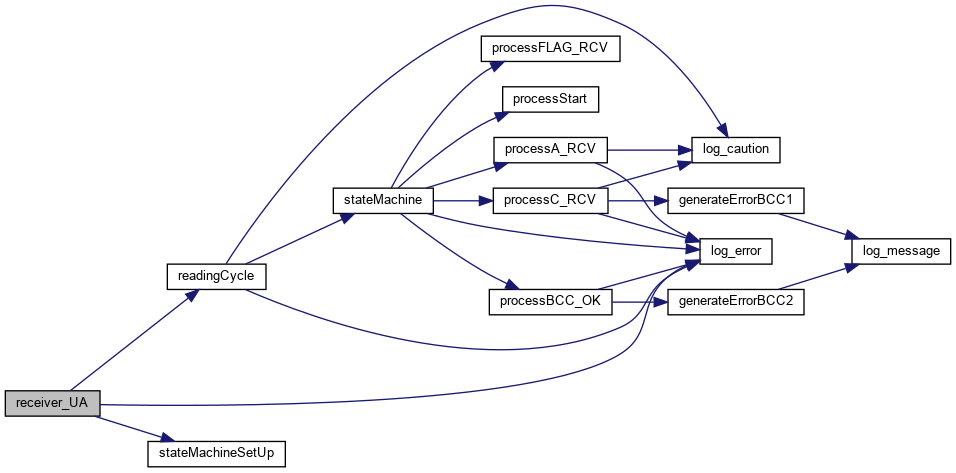 processFLAG_RCV
processStart
processA_RCV
log_caution
stateMachine
processC_RCV
generateErrorBCC1
log_error
log_message
readingCycle
processBCC_OK
generateErrorBCC2
receiver_UA
stateMachineSetUp